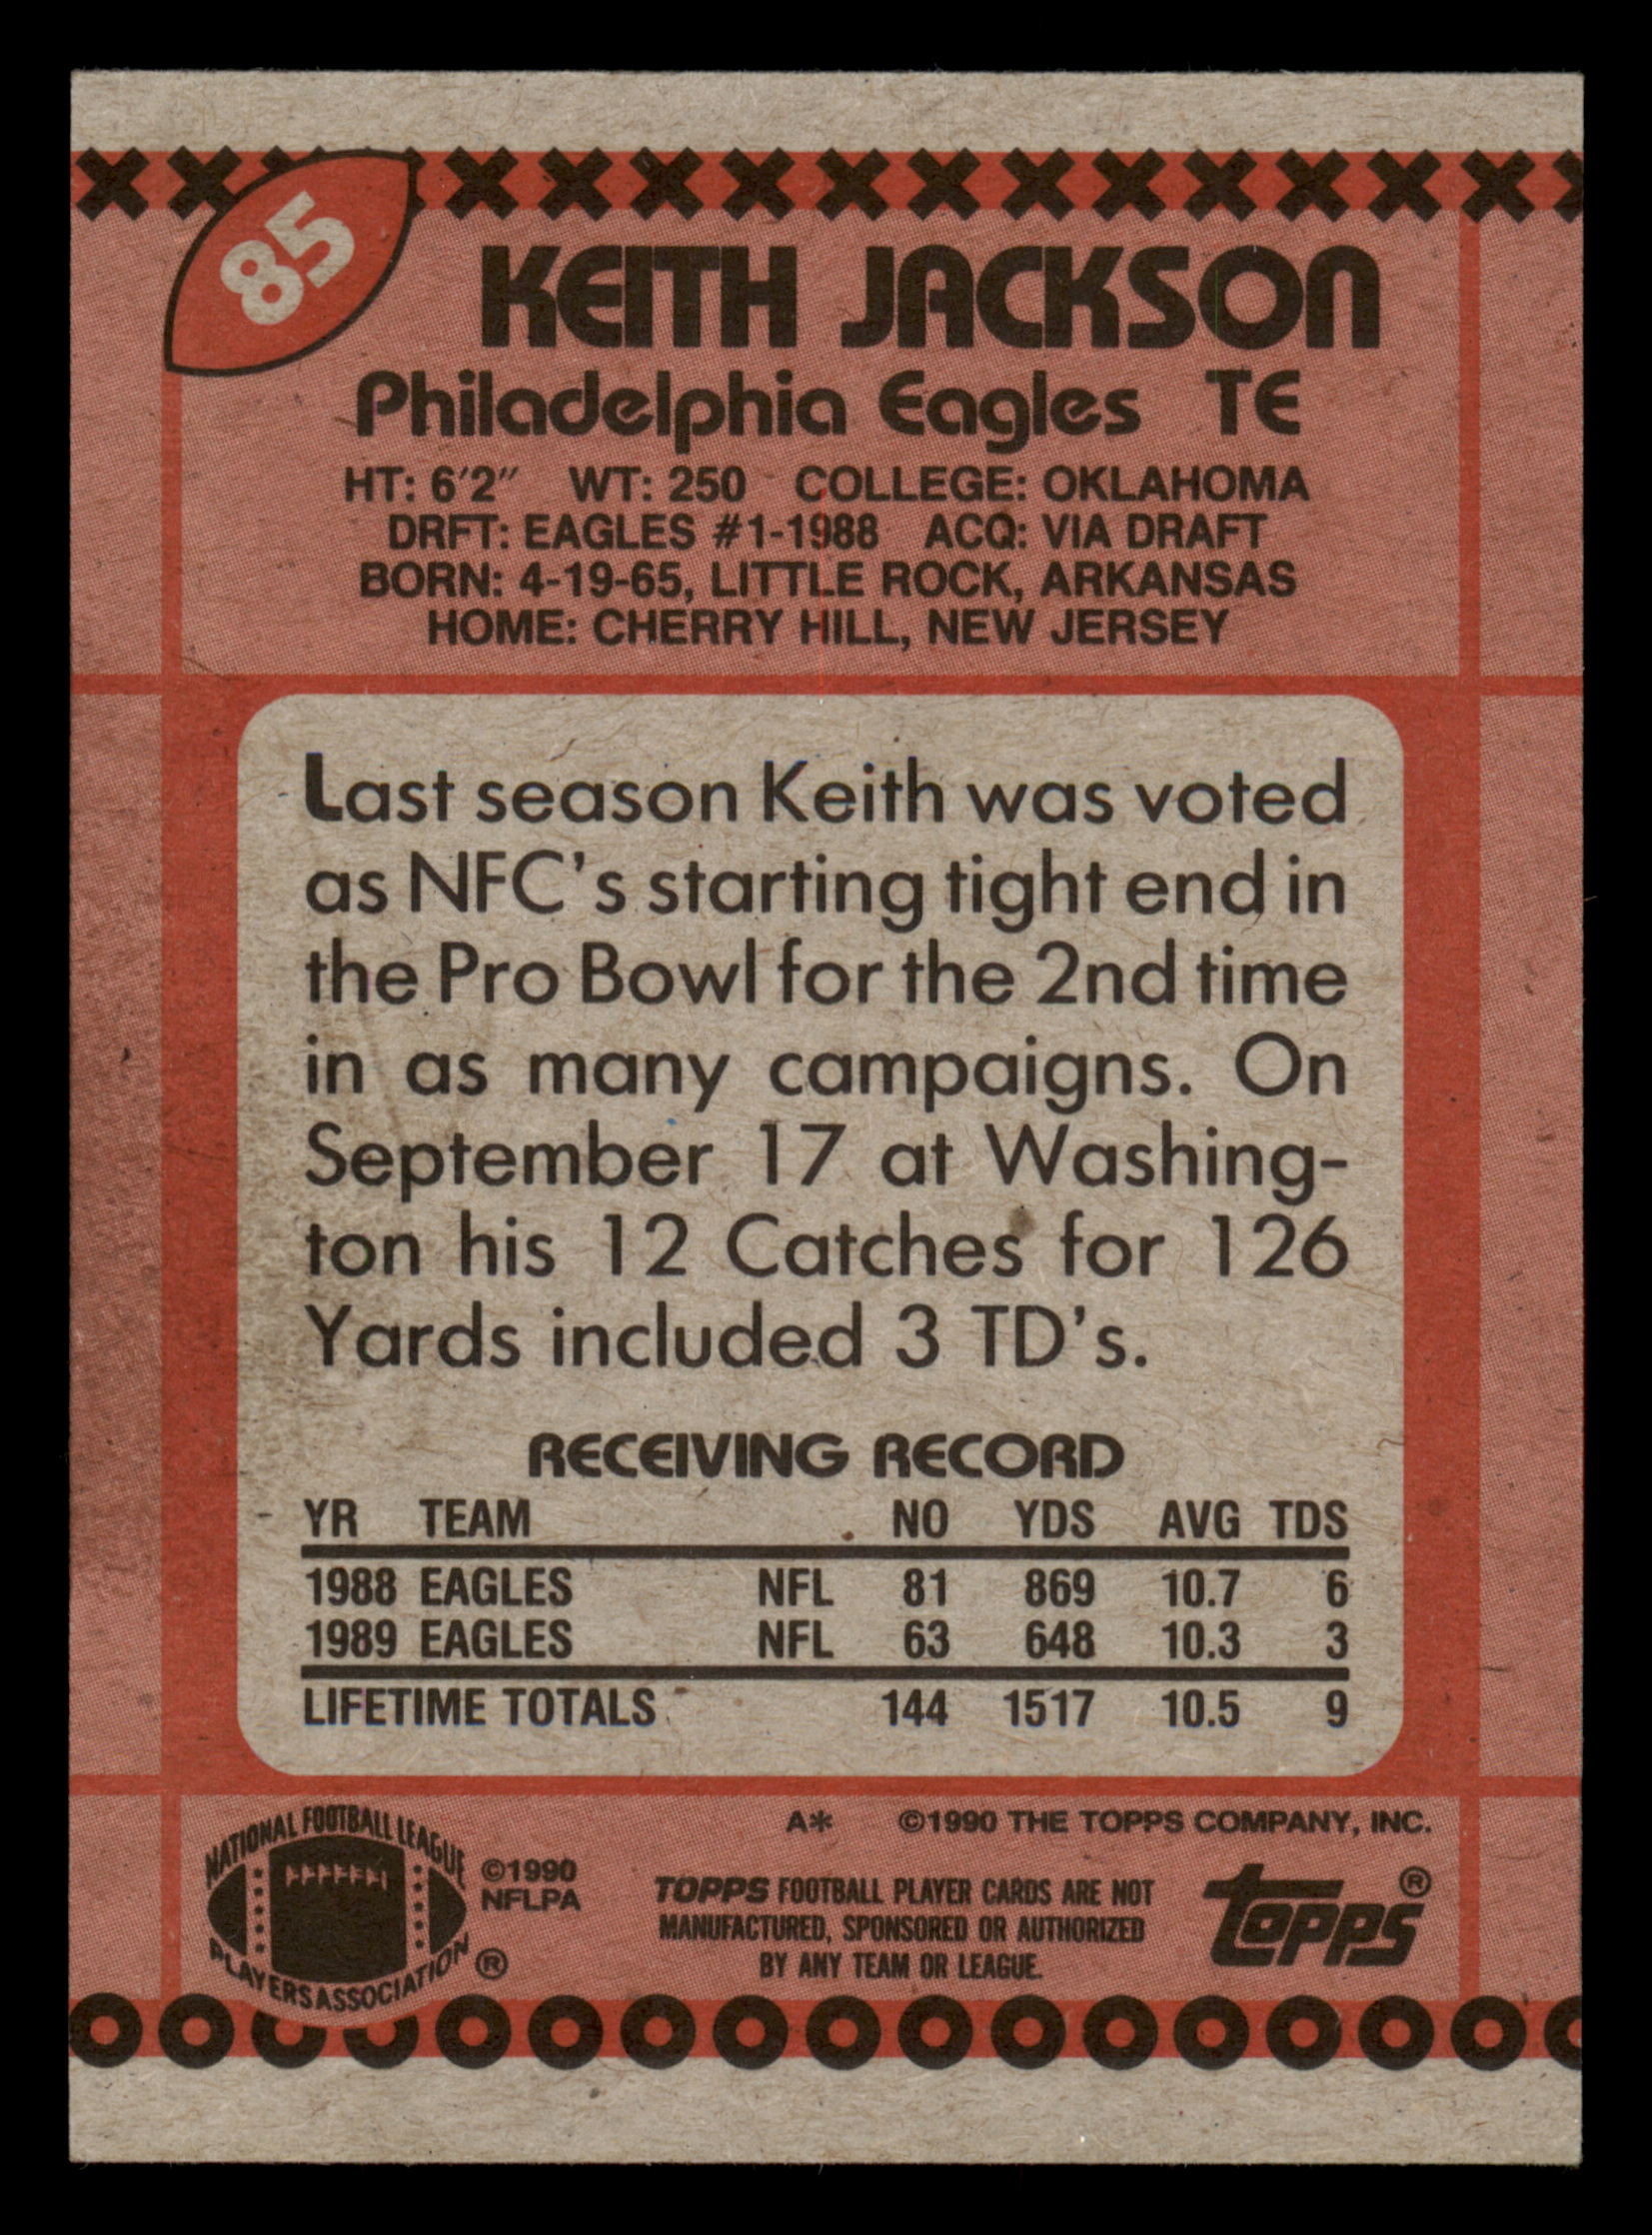 85
KEITH JACKSON
Philadelphia Eagles TE
HT: 6'2" WT: 250 COLLEGE: OKLAHOMA
DRFT: EAGLES #1-1988 ACQ: VIA DRAFT
BORN: 4-19-65, LITTLE ROCK, ARKANSAS
HOME: CHERRY HILL, NEW JERSEY
Last season Keith was voted
as NFC's starting tight end in
the Pro Bowl for the 2nd time
in as many campaigns. On
September 17 at Washing-
ton his 12 Catches for 126
Yards included 3 TD's.
RECEIVING RECORD
YR TEAM NO YDS AVG TDS
1988 EAGLES NFL 81 869 10.7 6
1989 EAGLES NFL 63 648 10.3 3
LIFETIME TOTALS 144 1517 10.5 9
A* ©1990 THE TOPPS COMPANY, INC.
NATIONAL FOOTBALL LEAGUE
PLAYERS ASSOCIATION ®
©1990
NFLPA
TOPPS FOOTBALL PLAYER CARDS ARE NOT
MANUFACTURED, SPONSORED OR AUTHORIZED
BY ANY TEAM OR LEAGUE.
Topps ®